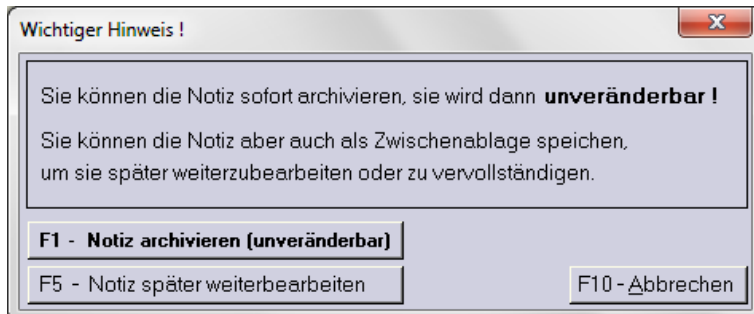 Wichtiger Hinweis !
Sie können die Notiz sofort archivieren, sie wird dann unveränderbar !
Sie können die Notiz aber auch als Zwischenablage speichen,
um sie später weiterzubearbeiten oder zu vervollständigen.
F1 - Notiz archivieren (unveränderbar)
F5 - Notiz später weiterbearbeiten
F10 - Abbrechen